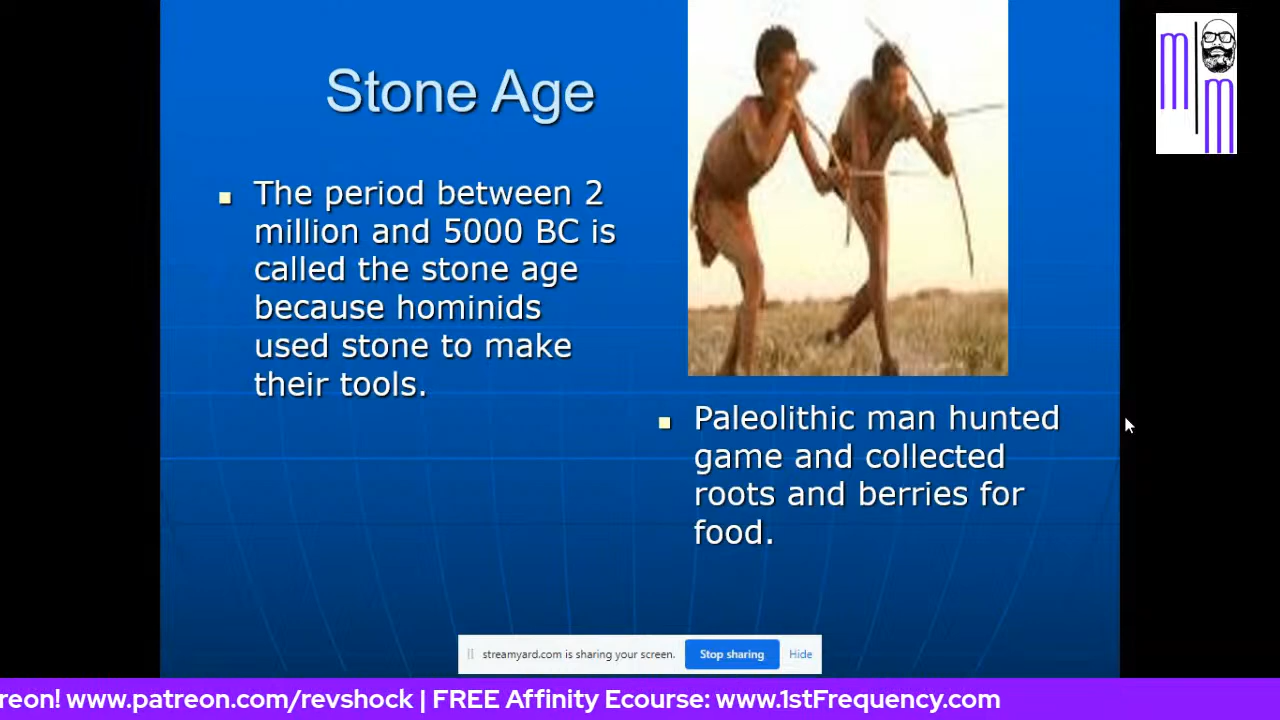 Stone Age
The period between 2
million and 5000 BC is
called the stone age
because hominids
used stone to make
their tools.
Paleolithic man hunted
game and collected
roots and berries for
food.
m
m
streamyard.com is sharing your screen.
Stop sharing
Hide
reon! www.patreon.com/revshock | FREE Affinity Ecourse: www.1stFrequency.com